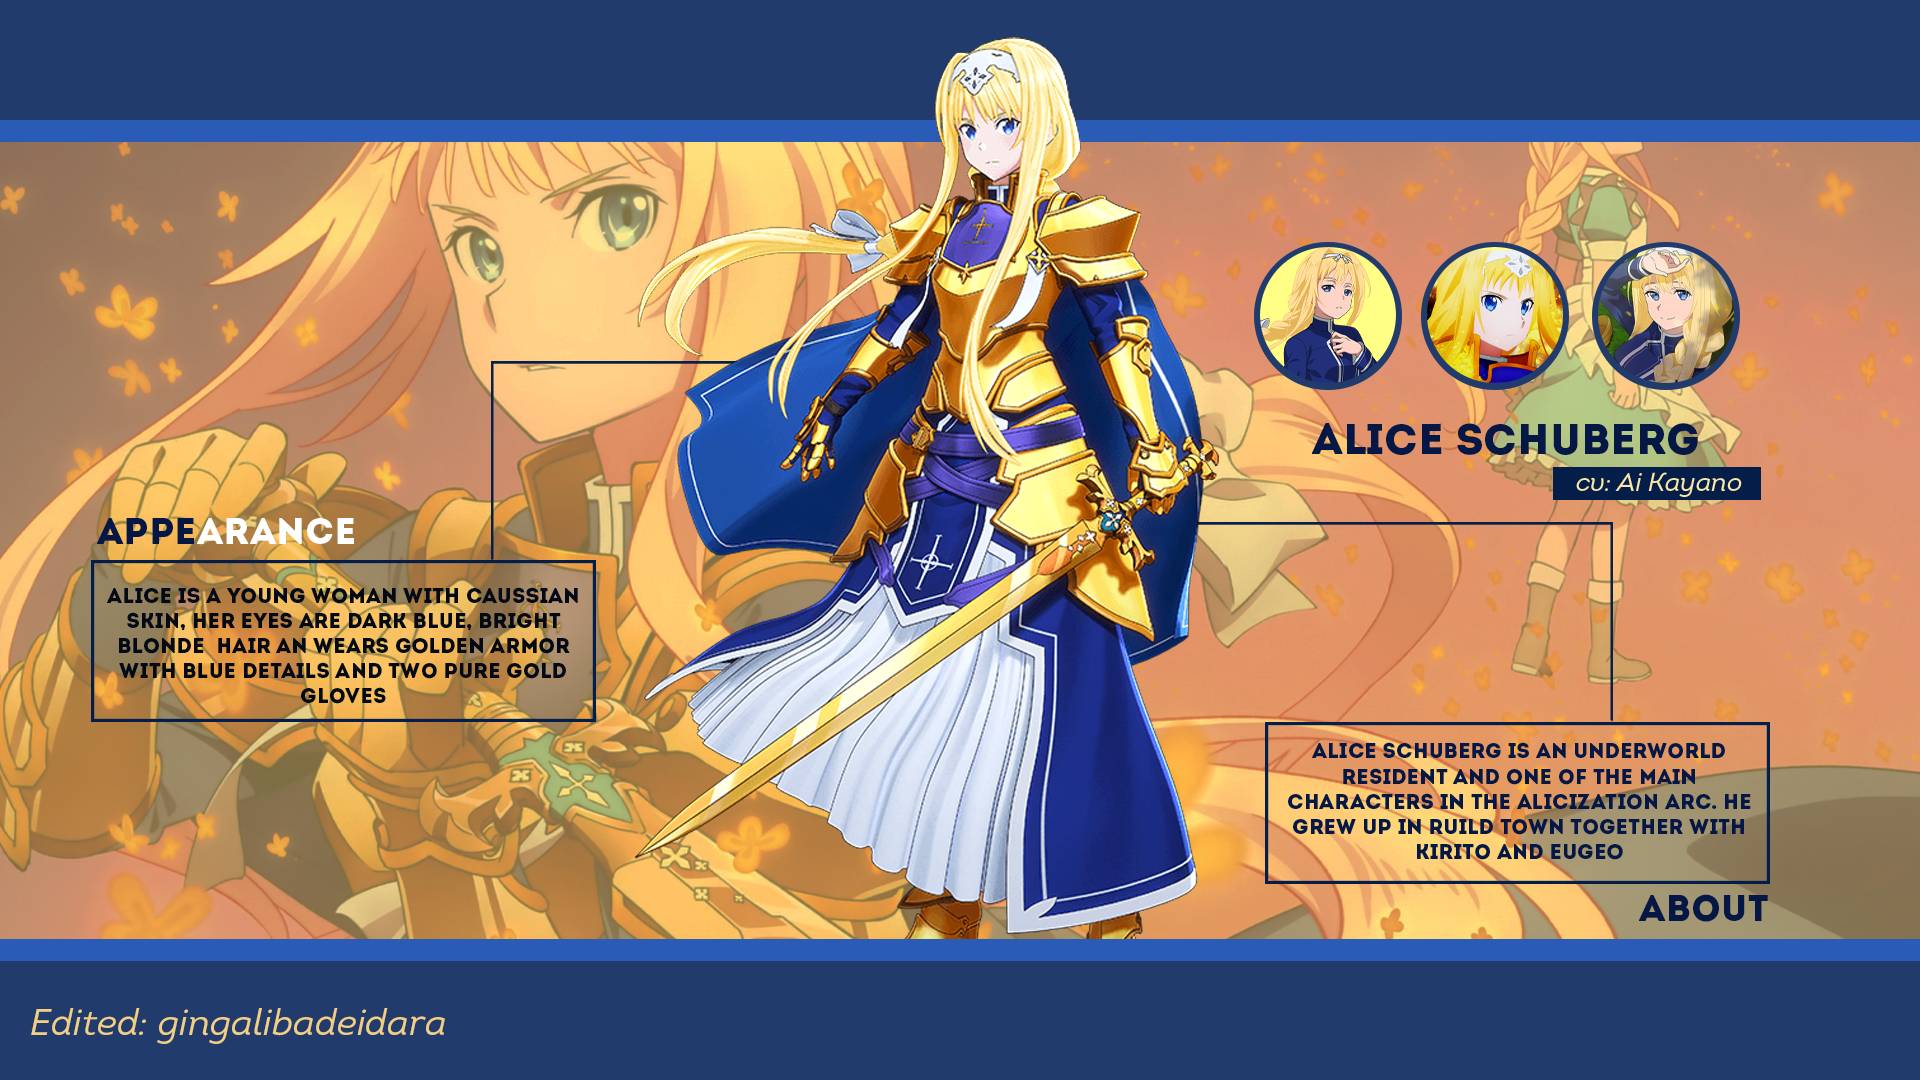 ALICE SCHUBERG
cv: Ai Kayano
APPEARANCE
ALICE IS A YOUNG WOMAN WITH CAUSSIAN
SKIN, HER EYES ARE DARK BLUE, BRIGHT
BLONDE  HAIR AN WEARS GOLDEN ARMOR
WITH BLUE DETAILS AND TWO PURE GOLD
GLOVES
ALICE SCHUBERG IS AN UNDERWORLD
RESIDENT AND ONE OF THE MAIN
CHARACTERS IN THE ALICIZATION ARC. HE
GREW UP IN RUILD TOWN TOGETHER WITH
KIRITO AND EUGEO
ABOUT
Edited: gingalibadeidara